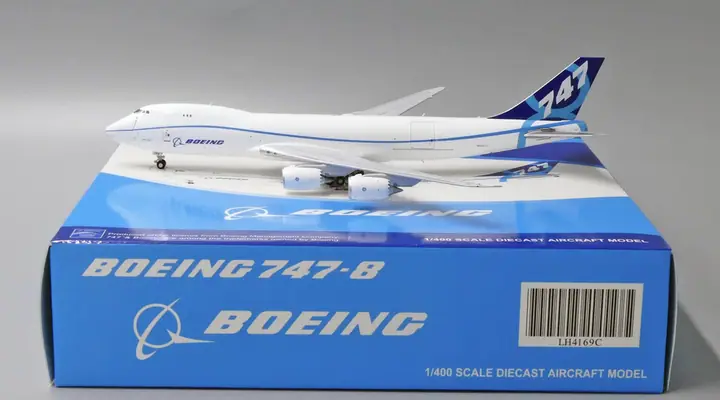 747
BOEING
BOEING
1/400 SCALE DIECAST AIRCRAFT MODEL
BOEING 747-8
BOEING
LH4169C
1/400 SCALE DIECAST AIRCRAFT MODEL